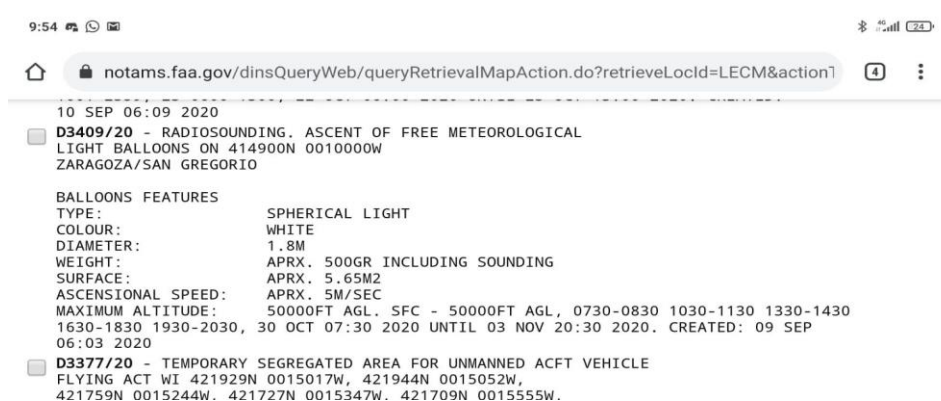 9:54
4G 24
notams.faa.gov/dinsQueryWeb/queryRetrievalMapAction.do?retrieveLocId=LECM&action 4
10 SEP 06:09 2020
D3409/20 - RADIOSOUNDING. ASCENT OF FREE METEOROLOGICAL
LIGHT BALLOONS ON 414900N 0010000W
ZARAGOZA/SAN GREGORIO
BALLOONS FEATURES
TYPE: SPHERICAL LIGHT
COLOUR: WHITE
DIAMETER: 1.8M
WEIGHT: APRX. 500GR INCLUDING SOUNDING
SURFACE: APRX. 5.65M2
ASCENSIONAL SPEED: APRX. 5M/SEC
MAXIMUM ALTITUDE: 50000FT AGL. SFC - 50000FT AGL, 0730-0830 1030-1130 1330-1430
1630-1830 1930-2030, 30 OCT 07:30 2020 UNTIL 03 NOV 20:30 2020. CREATED: 09 SEP
06:03 2020
D3377/20 - TEMPORARY SEGREGATED AREA FOR UNMANNED ACFT VEHICLE
FLYING ACT WI 421929N 0015017W, 421944N 0015052W,
421759N 0015244W, 421727N 0015347W, 421709N 0015555W,